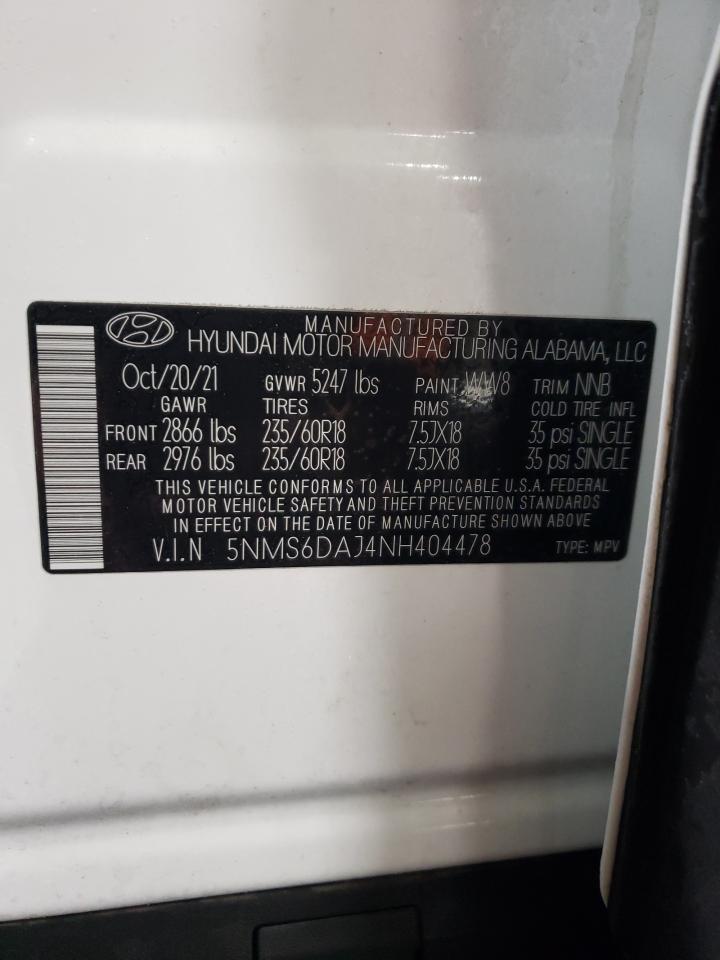 MANUFACTURED BY
HYUNDAI MOTOR MANUFACTURING ALABAMA, LLC
Oct/20/21 GVWR 5247 lbs PAINT WW8 TRIM NNB
GAWR TIRES RIMS COLD TIRE INFL
FRONT 2866 lbs 235/60R18 7.5JX18 35 psi SINGLE
REAR 2976 lbs 235/60R18 7.5JX18 35 psi SINGLE
THIS VEHICLE CONFORMS TO ALL APPLICABLE U.S.A. FEDERAL
MOTOR VEHICLE SAFETY AND THEFT PREVENTION STANDARDS
IN EFFECT ON THE DATE OF MANUFACTURE SHOWN ABOVE
V.I.N 5NMS6DAJ4NH404478 TYPE: MPV